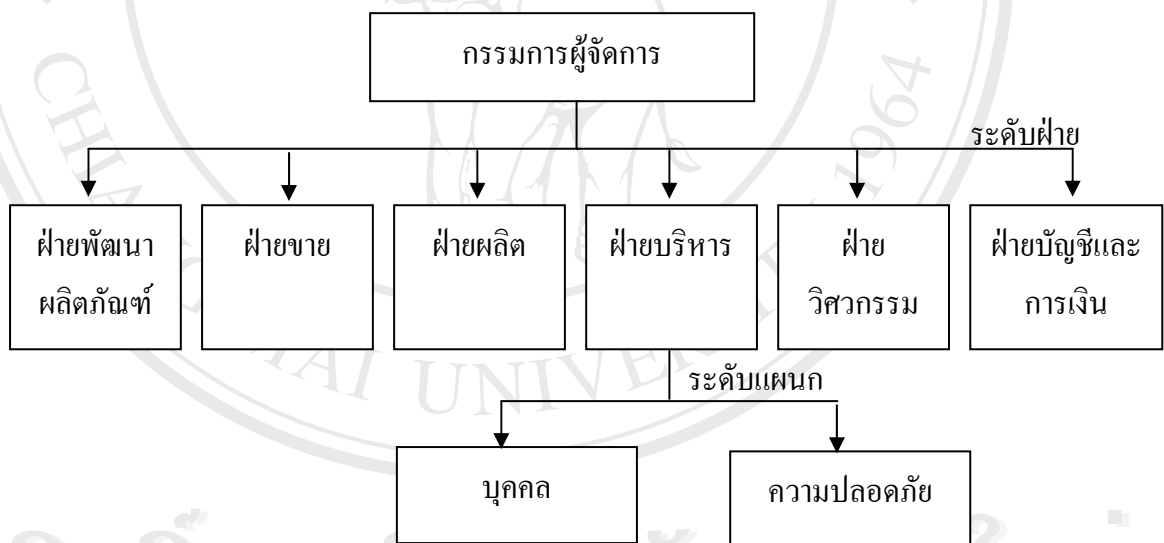 กรรมการผู้จัดการ
ระดับฝ่าย
ฝ่ายพัฒนา
ผลิตภัณฑ์
ฝ่ายขาย
ฝ่ายผลิต
ฝ่ายบริหาร
ฝ่าย
วิศวกรรม
ฝ่ายบัญชีและ
การเงิน
ระดับแผนก
บุคคล
ความปลอดภัย
CHIANG MAI UNIVERSITY 1964